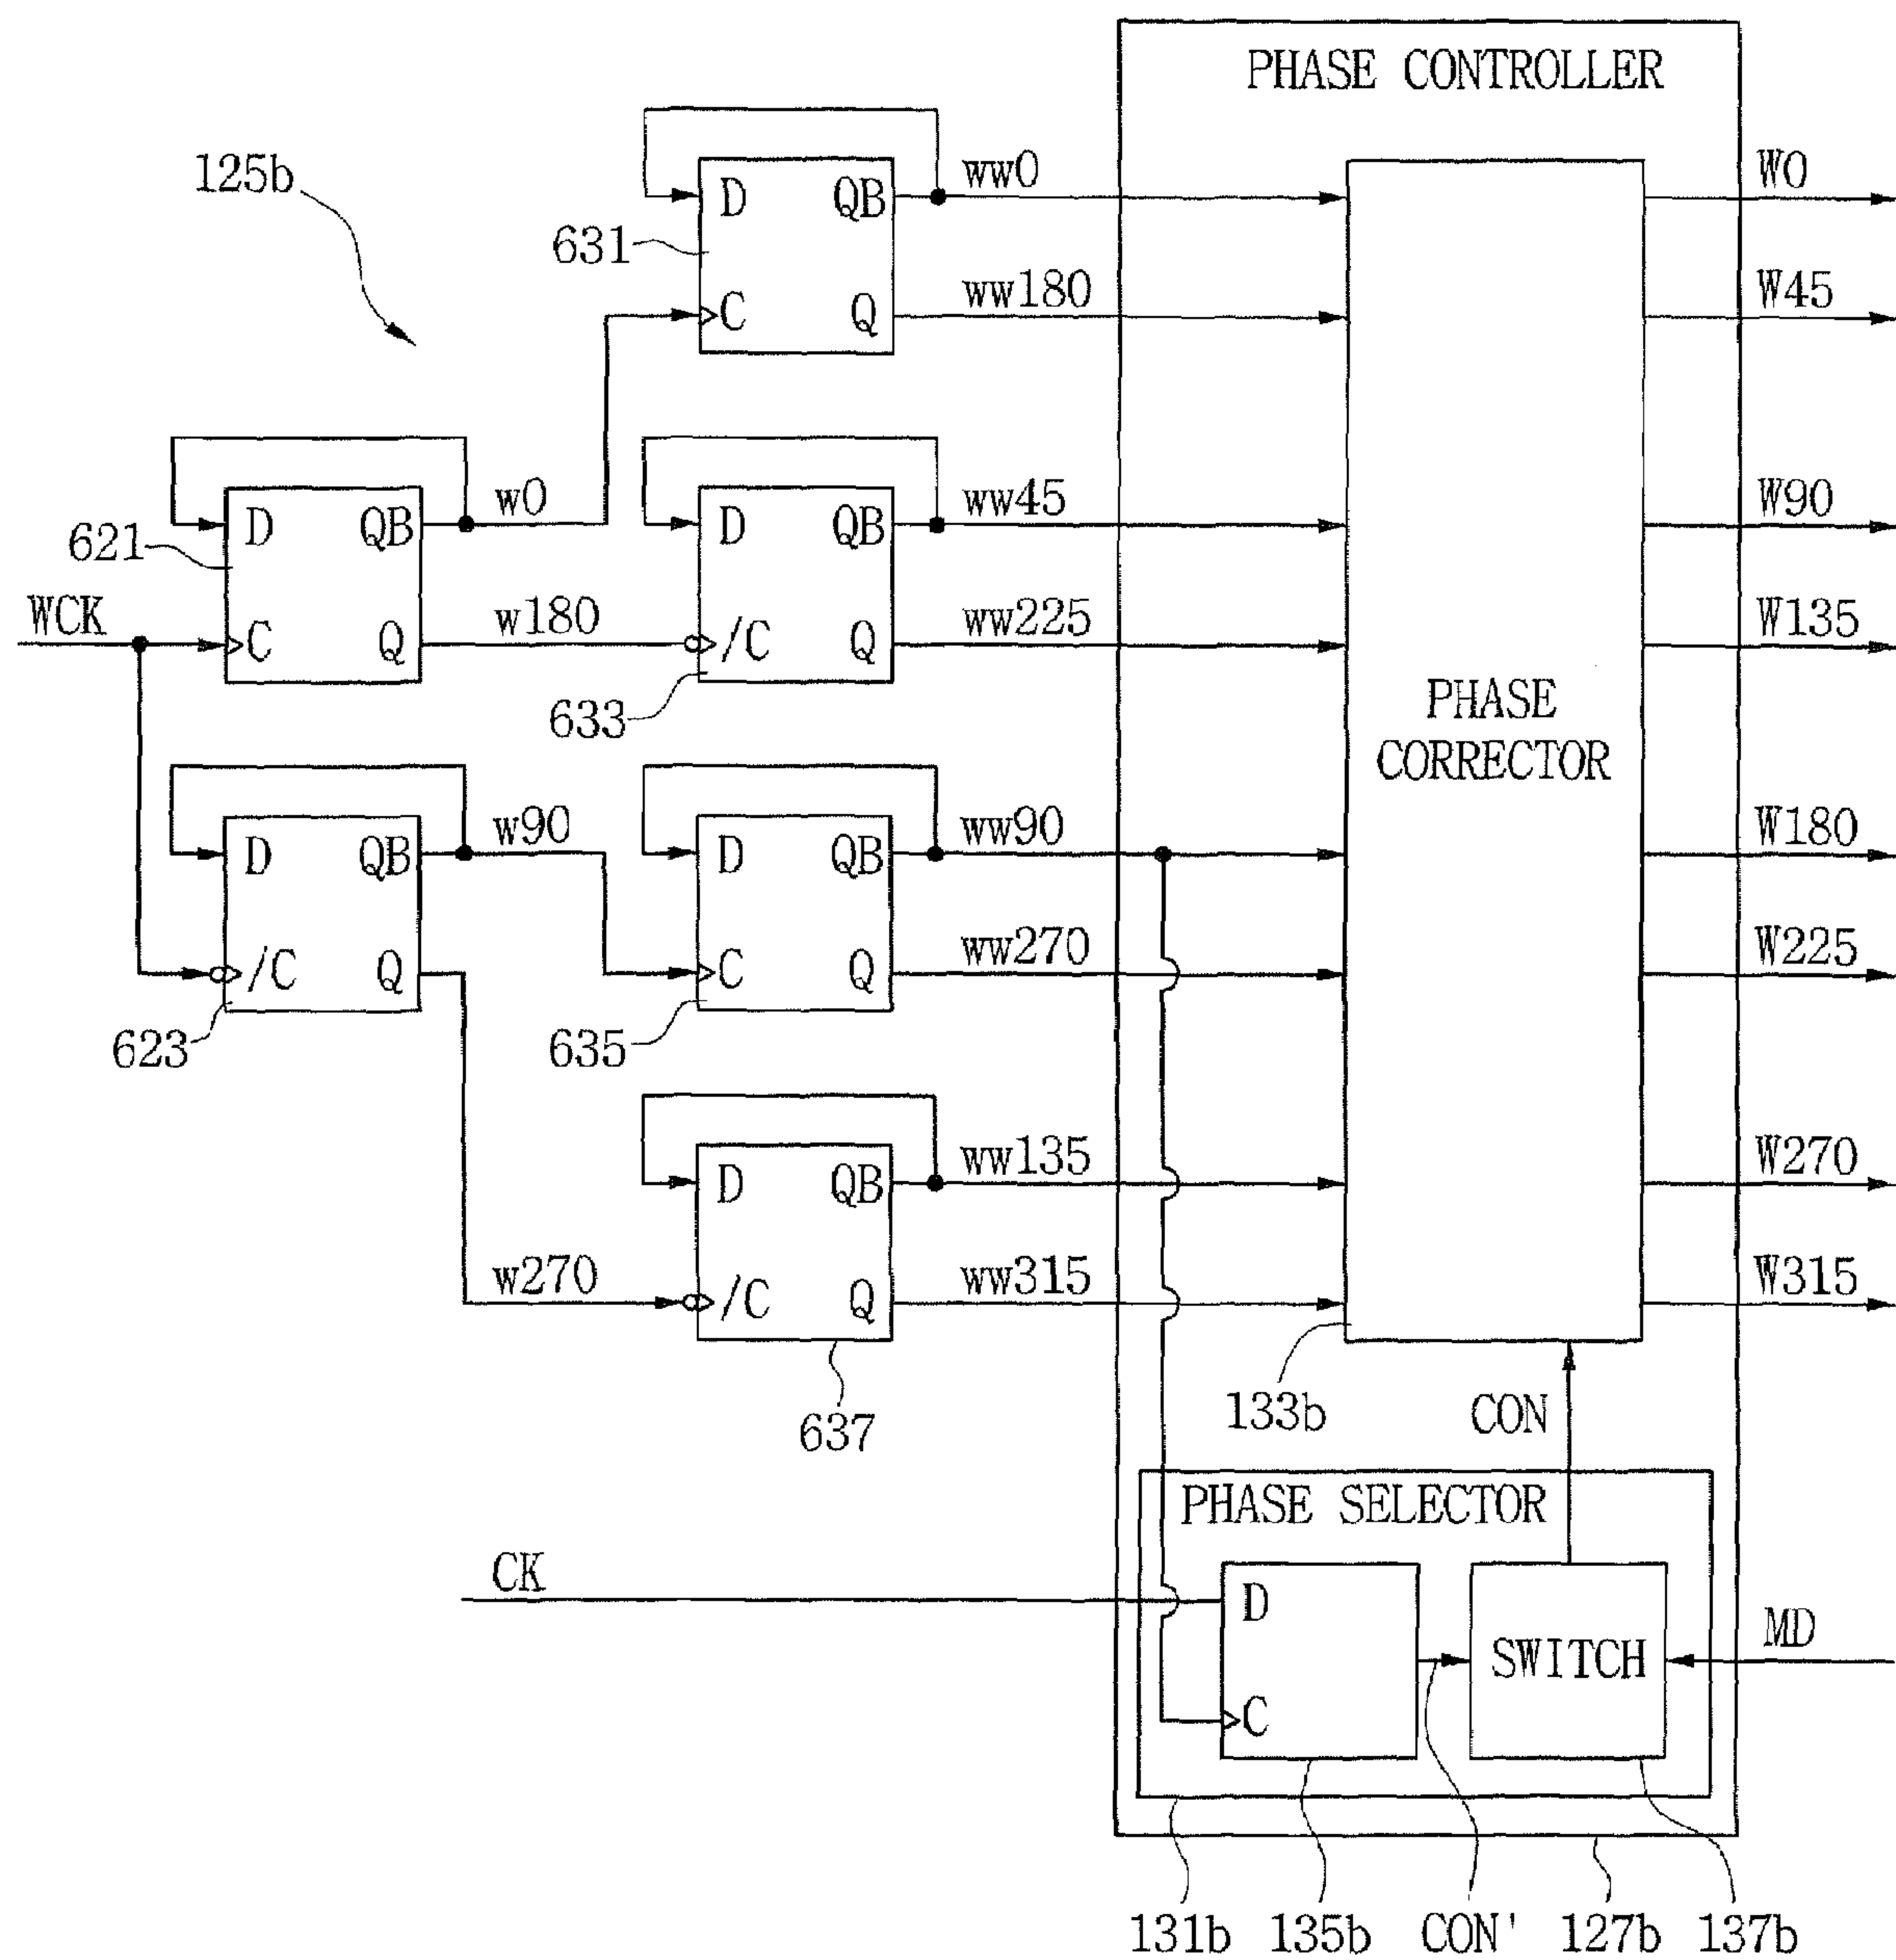 PHASE CONTROLLER
125b
D QB
ww0
W0
631
C Q
ww180
W45
D QB
w0
D QB
ww45
W90
621
WCK
C Q
w180
/C Q
ww225
W135
633
PHASE
CORRECTOR
D QB
w90
D QB
ww90
W180
/C Q
C Q
ww270
W225
623
635
D QB
ww135
W270
w270
/C Q
ww315
W315
637
133b
CON
PHASE SELECTOR
CK
D
SWITCH
MD
C
131b
135b
CON'
127b
137b